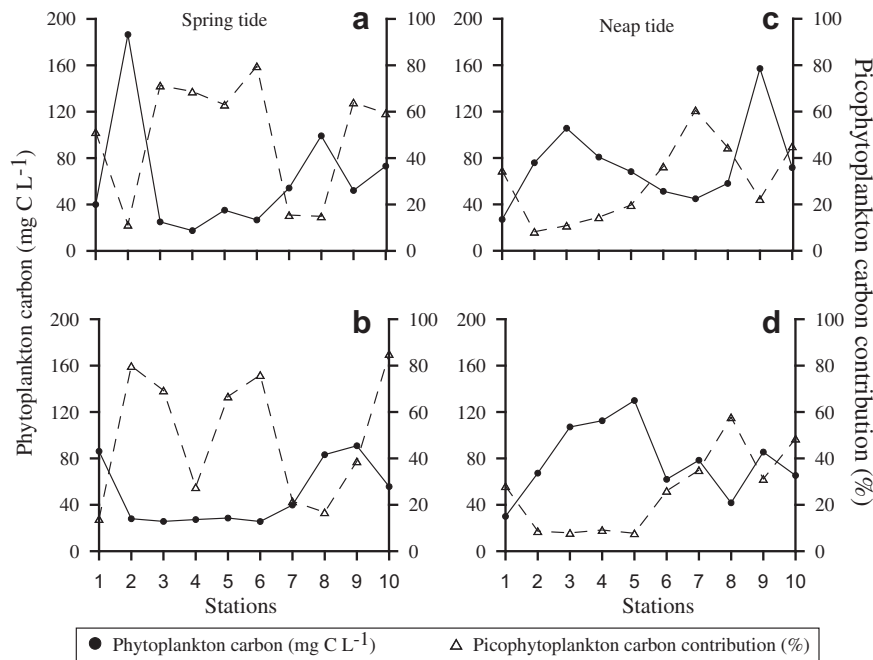 Spring tide
a
Neap tide
c
200 160 120 80 40 0
100 80 60 40 20 0
200 160 120 80 40 0
100 80 60 40 20 0
b
d
200 160 120 80 40 0
100 80 60 40 20 0
200 160 120 80 40 0
100 80 60 40 20 0
Phytoplankton carbon (mg C L-1)
Picophytoplankton carbon contribution (%)
1 2 3 4 5 6 7 8 9 10
1 2 3 4 5 6 7 8 9 10
Stations
Stations
Phytoplankton carbon (mg C L-1)
Picophytoplankton carbon contribution (%)